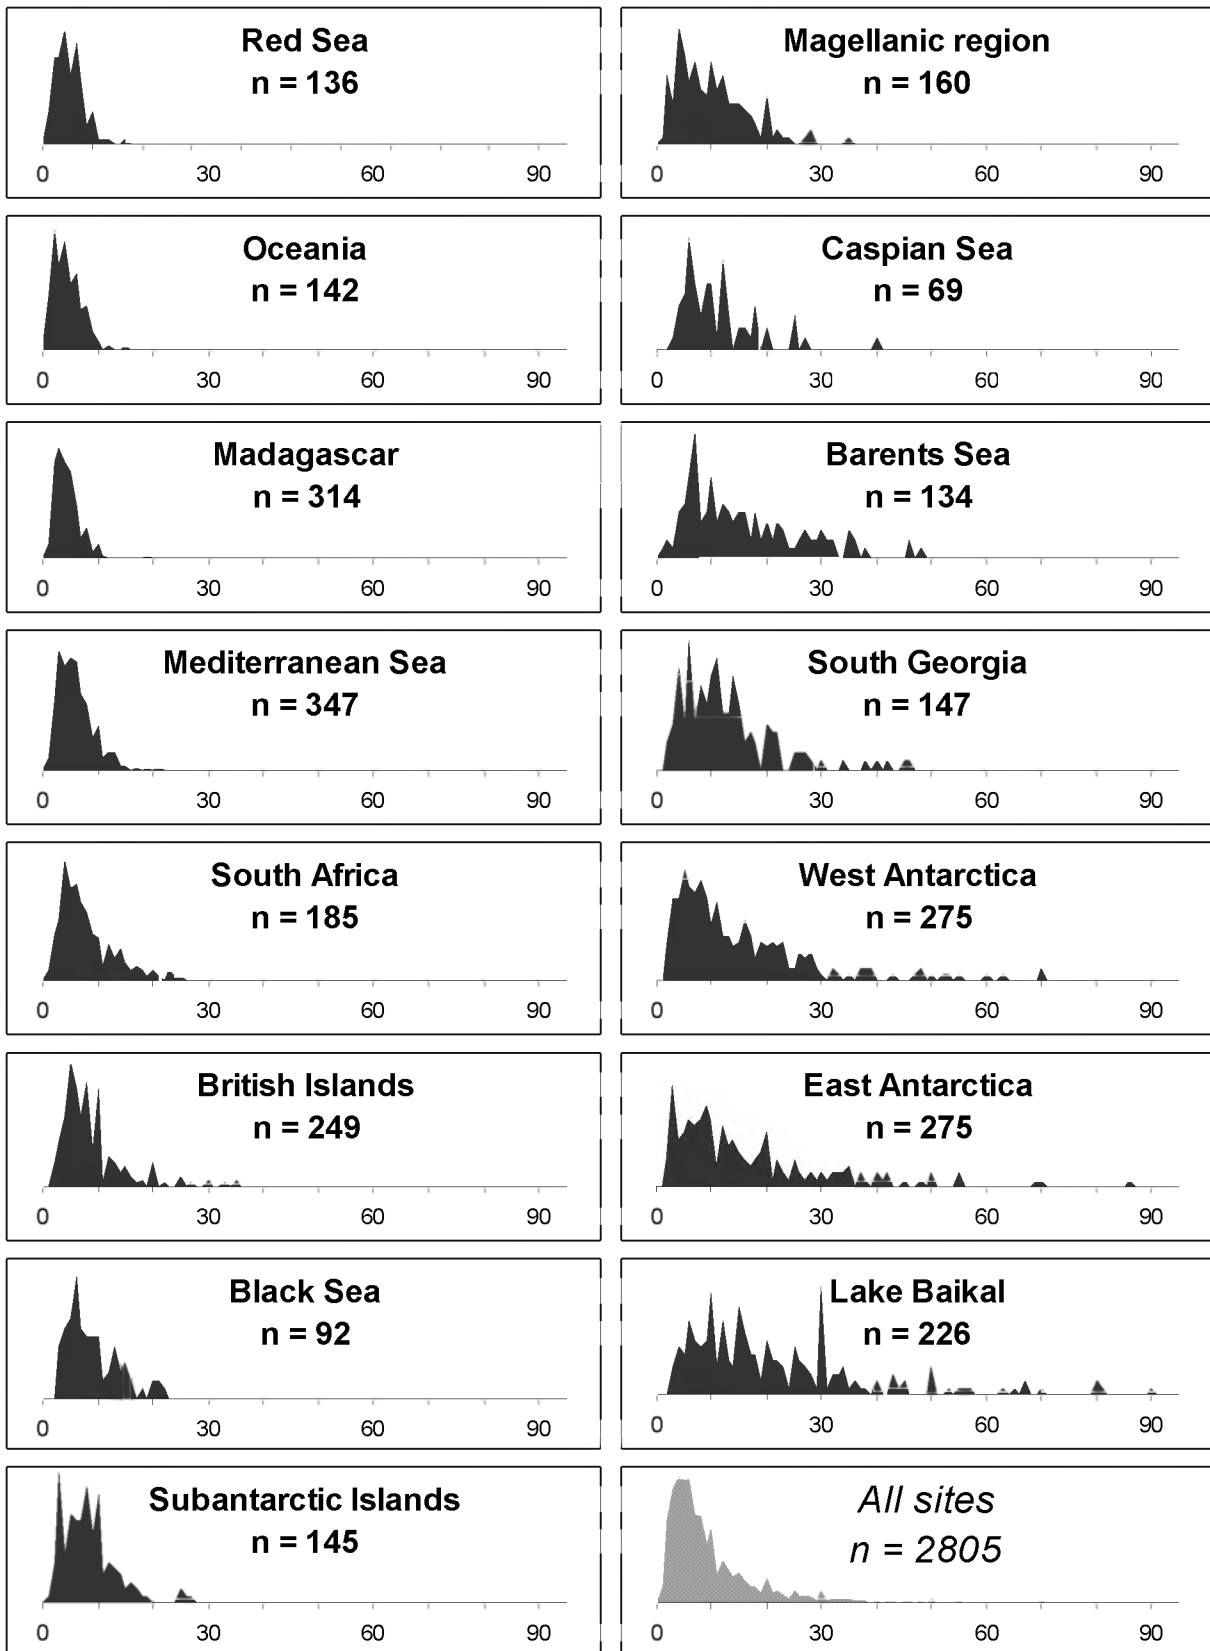 Red Sea
n = 136
0 30 60 90
Magellanic region
n = 160
0 30 60 90
Oceania
n = 142
0 30 60 90
Caspian Sea
n = 69
0 30 60 90
Madagascar
n = 314
0 30 60 90
Barents Sea
n = 134
0 30 60 90
Mediterranean Sea
n = 347
0 30 60 90
South Georgia
n = 147
0 30 60 90
South Africa
n = 185
0 30 60 90
West Antarctica
n = 275
0 30 60 90
British Islands
n = 249
0 30 60 90
East Antarctica
n = 275
0 30 60 90
Black Sea
n = 92
0 30 60 90
Lake Baikal
n = 226
0 30 60 90
Subantarctic Islands
n = 145
0 30 60 90
All sites
n = 2805
0 30 60 90